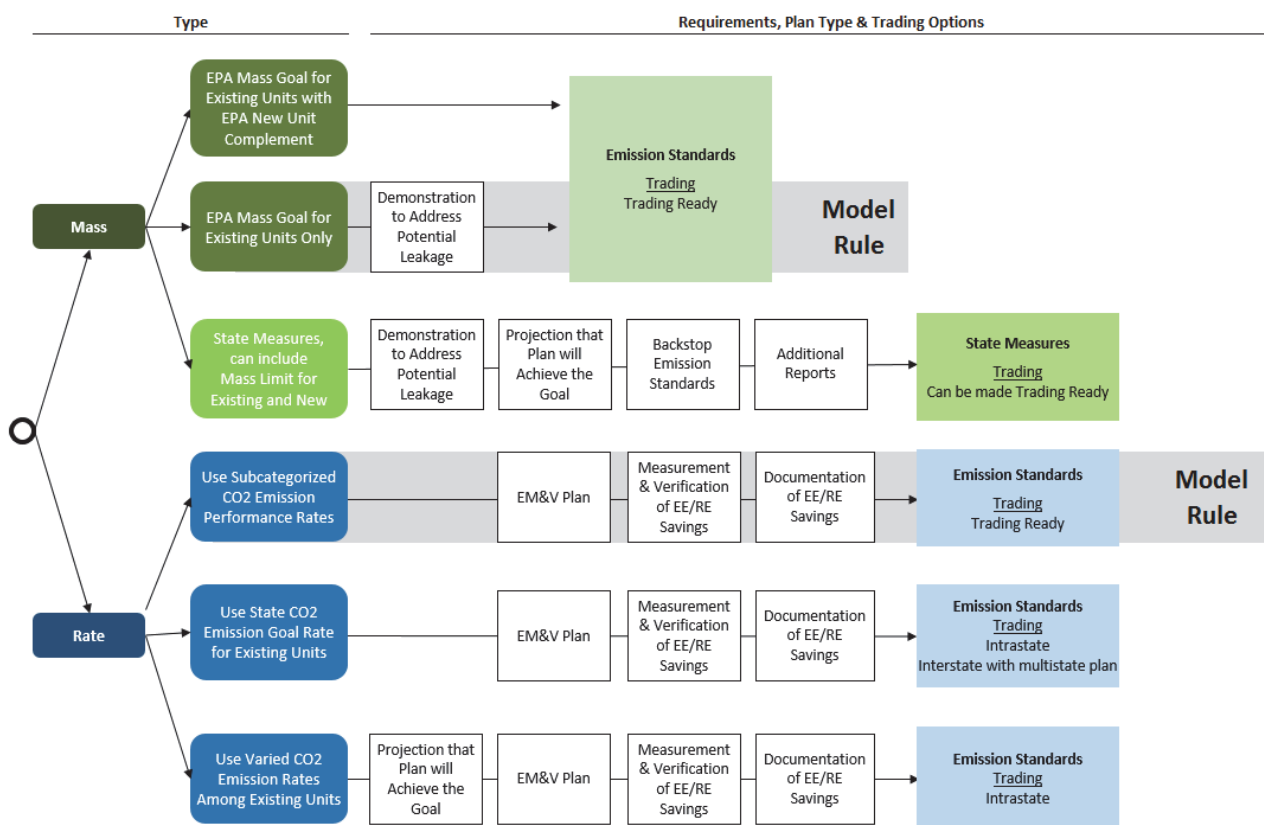 Type
Requirements, Plan Type & Trading Options
EPA Mass Goal for
Existing Units with
EPA New Unit
Complement
Emission Standards
Trading
Trading Ready
Mass
EPA Mass Goal for
Existing Units Only
Demonstration
to Address
Potential
Leakage
Model
Rule
State Measures,
can include
Mass Limit for
Existing and New
Demonstration
to Address
Potential
Leakage
Projection that
Plan will
Achieve the
Goal
Backstop
Emission
Standards
Additional
Reports
State Measures
Trading
Can be made Trading Ready
Use Subcategorized
CO2 Emission
Performance Rates
EM&V Plan
Measurement
& Verification
of EE/RE
Savings
Documentation
of EE/RE
Savings
Emission Standards
Trading
Trading Ready
Model
Rule
Rate
Use State CO2
Emission Goal Rate
for Existing Units
EM&V Plan
Measurement
& Verification
of EE/RE
Savings
Documentation
of EE/RE
Savings
Emission Standards
Trading
Intrastate
Interstate with multistate plan
Use Varied CO2
Emission Rates
Among Existing Units
Projection that
Plan will
Achieve the
Goal
EM&V Plan
Measurement
& Verification
of EE/RE
Savings
Documentation
of EE/RE
Savings
Emission Standards
Trading
Intrastate